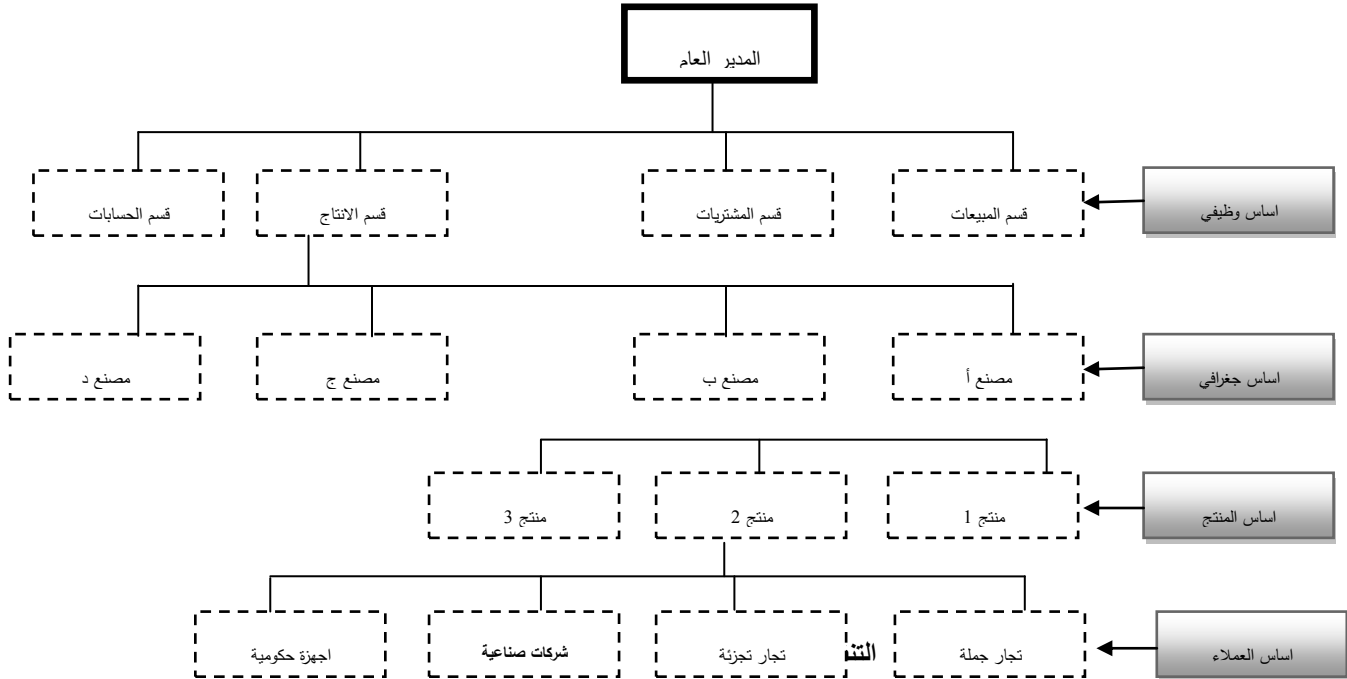 المدير العام
اساس وظيفي
قسم المبيعات
قسم المشتريات
قسم الانتاج
قسم الحسابات
اساس جغرافي
مصنع أ
مصنع ب
مصنع ج
مصنع د
اساس المنتج
منتج 1
منتج 2
منتج 3
اساس العملاء
تجار جملة
تجار تجزئة
شركات صناعية
اجهزة حكومية